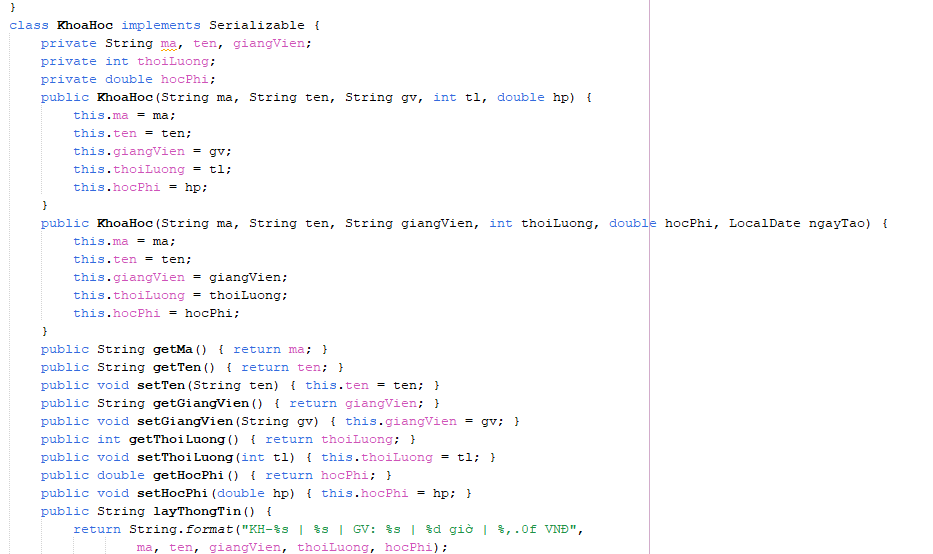 }
class KhoaHoc implements Serializable {
    private String ma, ten, giangVien;
    private int thoiLuong;
    private double hocPhi;
    public KhoaHoc(String ma, String ten, String gv, int tl, double hp) {
        this.ma = ma;
        this.ten = ten;
        this.giangVien = gv;
        this.thoiLuong = tl;
        this.hocPhi = hp;
    }
    public KhoaHoc(String ma, String ten, String giangVien, int thoiLuong, double hocPhi, LocalDate ngayTao) {
        this.ma = ma;
        this.ten = ten;
        this.giangVien = giangVien;
        this.thoiLuong = thoiLuong;
        this.hocPhi = hocPhi;
    }
    public String getMa() { return ma; }
    public String getTen() { return ten; }
    public void setTen(String ten) { this.ten = ten; }
    public String getGiangVien() { return giangVien; }
    public void setGiangVien(String gv) { this.giangVien = gv; }
    public int getThoiLuong() { return thoiLuong; }
    public void setThoiLuong(int tl) { this.thoiLuong = tl; }
    public double getHocPhi() { return hocPhi; }
    public void setHocPhi(double hp) { this.hocPhi = hp; }
    public String layThongTin() {
        return String.format("KH-%s | %s | GV: %s | %d giờ | %,.0f VNĐ",
                ma, ten, giangVien, thoiLuong, hocPhi);